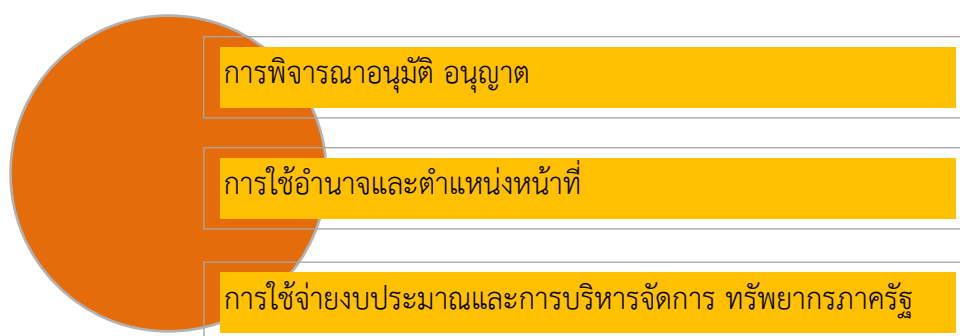 การพิจารณาอนุมัติ อนุญาต
การใช้อำนาจและตำแหน่งหน้าที่
การใช้จ่ายงบประมาณและการบริหารจัดการ ทรัพยากรภาครัฐ